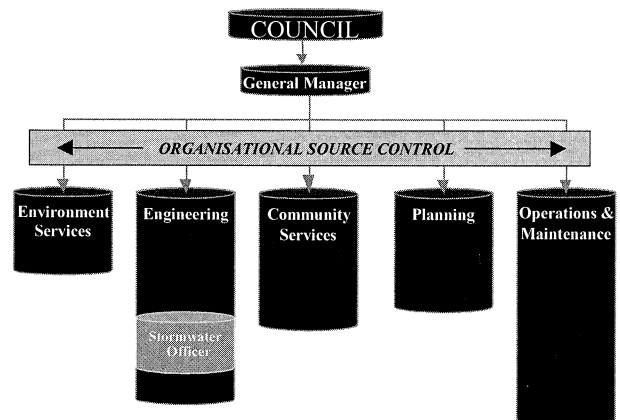 COUNCIL
General Manager
ORGANISATIONAL SOURCE CONTROL
Environment
Services
Engineering
Community
Services
Planning
Operations &
Maintenance
Stormwater
Officer